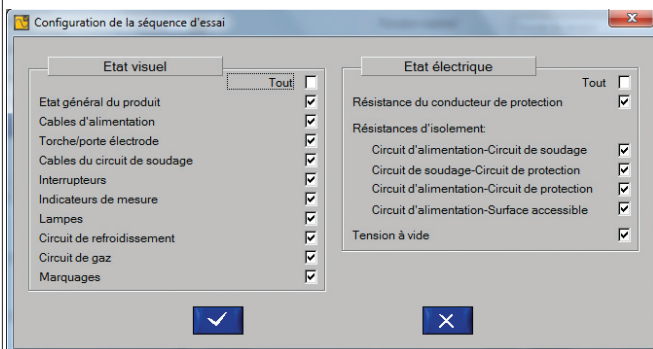 Configuration de la séquence d'essai
Etat visuel
Tout
Etat général du produit
Cables d'alimentation
Torche/porte électrode
Cables du circuit de soudage
Interrupteurs
Indicateurs de mesure
Lampes
Circuit de refroidissement
Circuit de gaz
Marquages
Etat électrique
Tout
Résistance du conducteur de protection
Résistances d'isolement:
Circuit d'alimentation-Circuit de soudage
Circuit de soudage-Circuit de protection
Circuit d'alimentation-Circuit de protection
Circuit d'alimentation-Surface accessible
Tension à vide